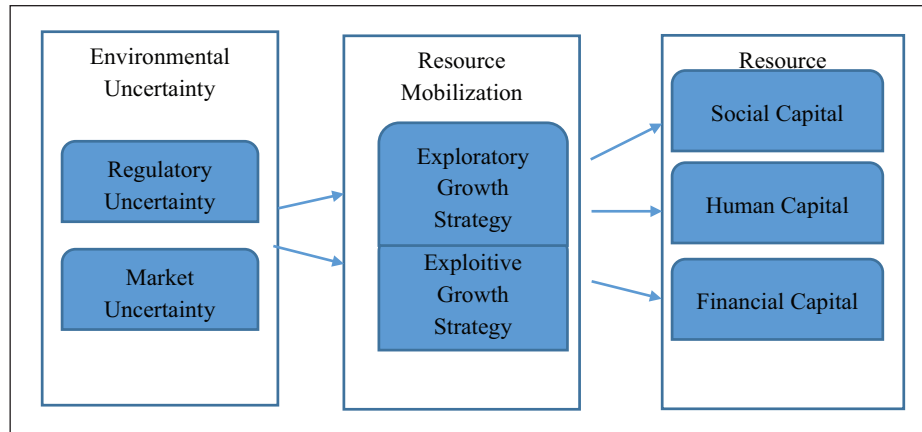 Environmental
Uncertainty
Regulatory
Uncertainty
Market
Uncertainty
Resource
Mobilization
Exploratory
Growth
Strategy
Exploitive
Growth
Strategy
Resource
Social Capital
Human Capital
Financial Capital